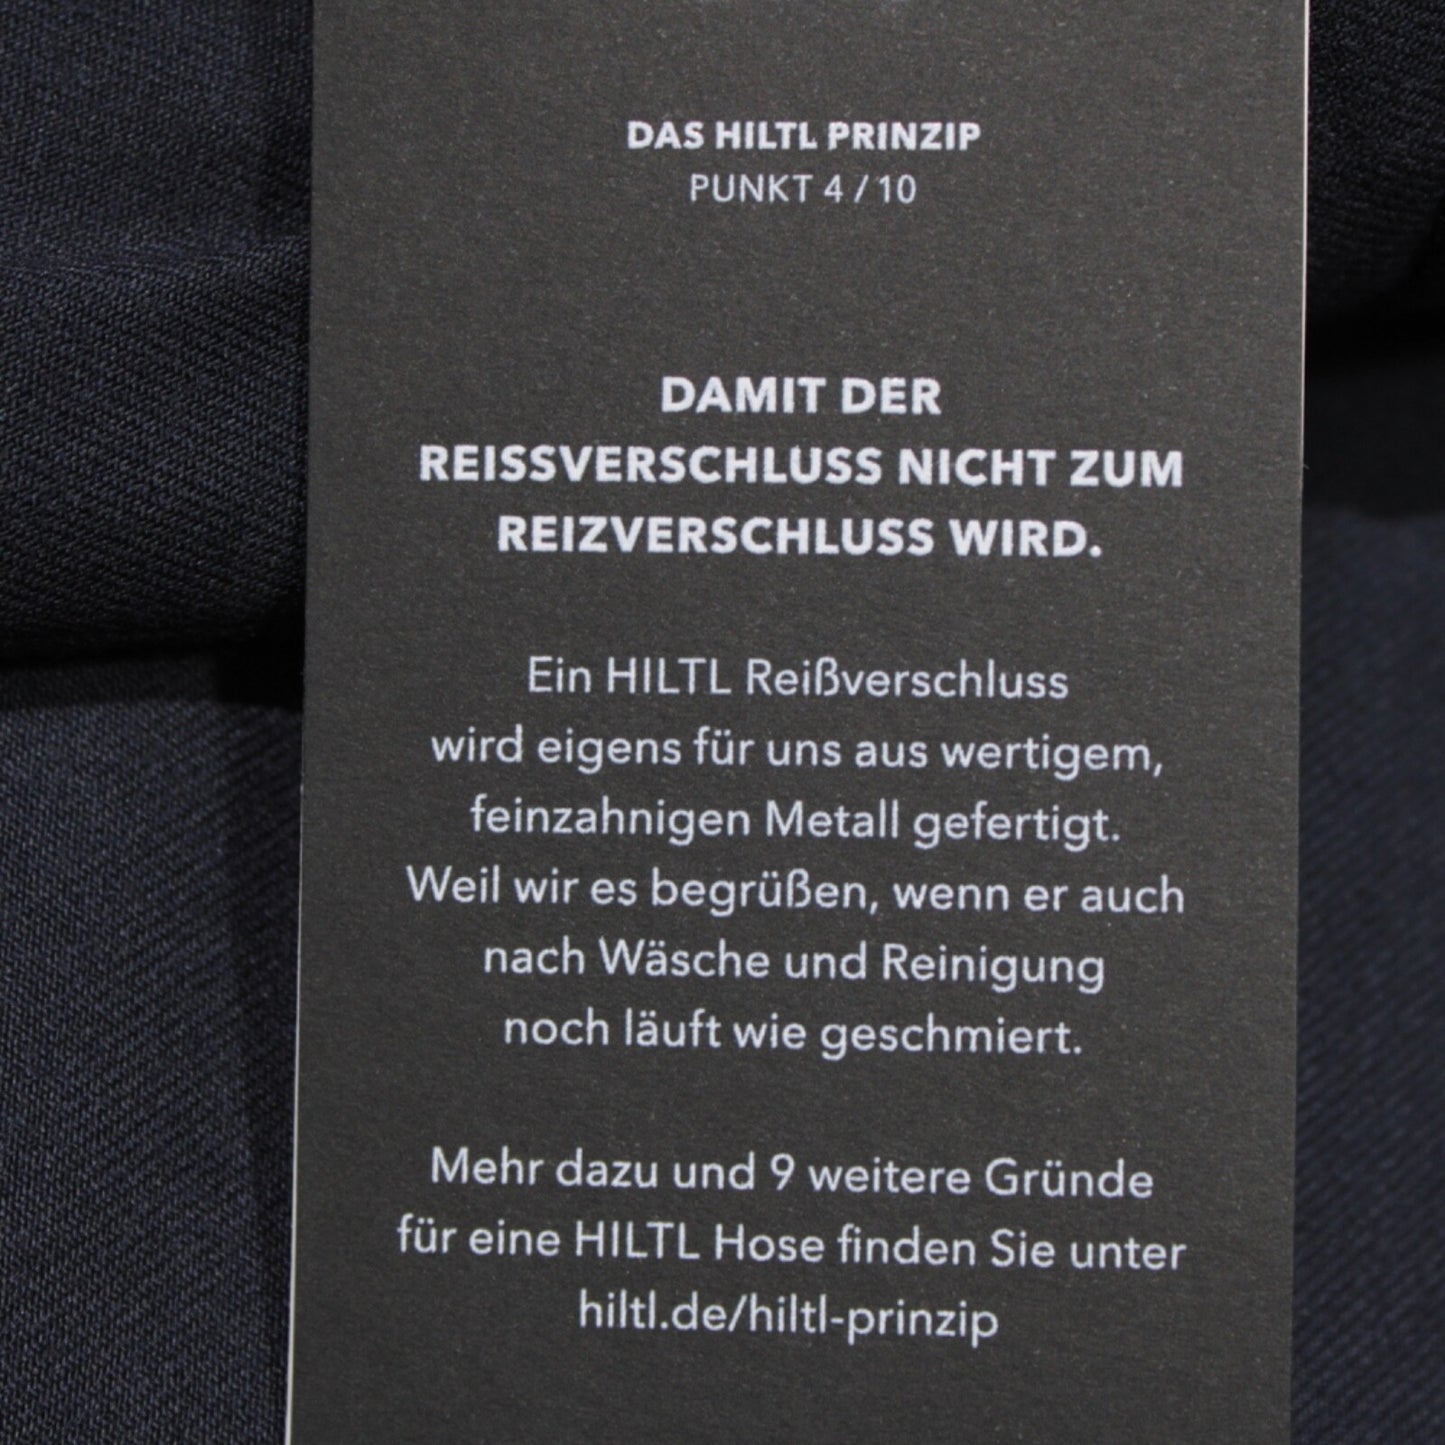 DAS HILTL PRINZIP
PUNKT 4 / 10
DAMIT DER
REISSVERSCHLUSS NICHT ZUM
REIZVERSCHLUSS WIRD.
Ein HILTL Reißverschluss
wird eigens für uns aus wertigem,
feinzahnigen Metall gefertigt.
Weil wir es begrüßen, wenn er auch
nach Wäsche und Reinigung
noch läuft wie geschmiert.
Mehr dazu und 9 weitere Gründe
für eine HILTL Hose finden Sie unter
hiltl.de/hiltl-prinzip